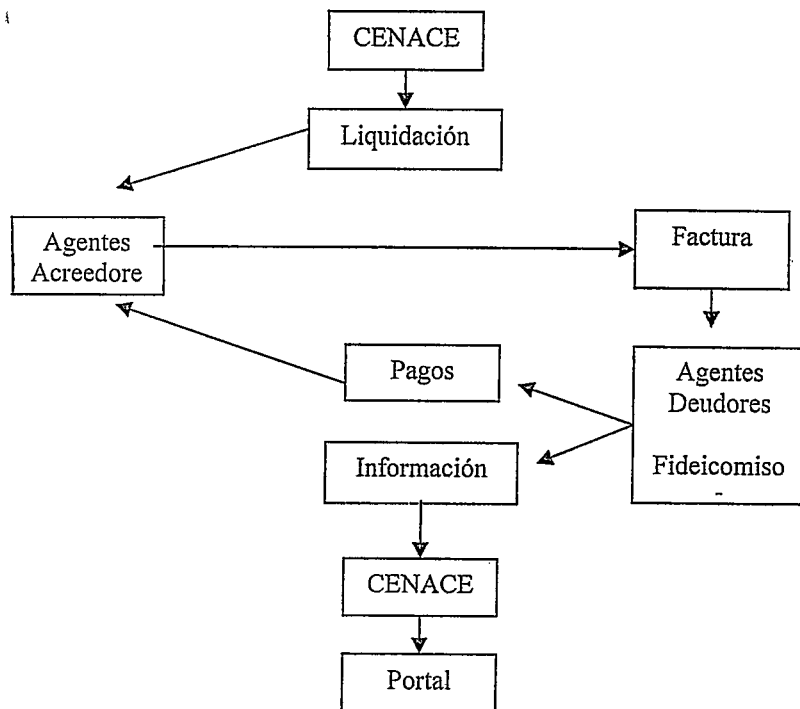 CENACE
Liquidación
Agentes
Acreedore
Factura
Pagos
Agentes
Deudores
Fideicomiso
-
Información
CENACE
Portal